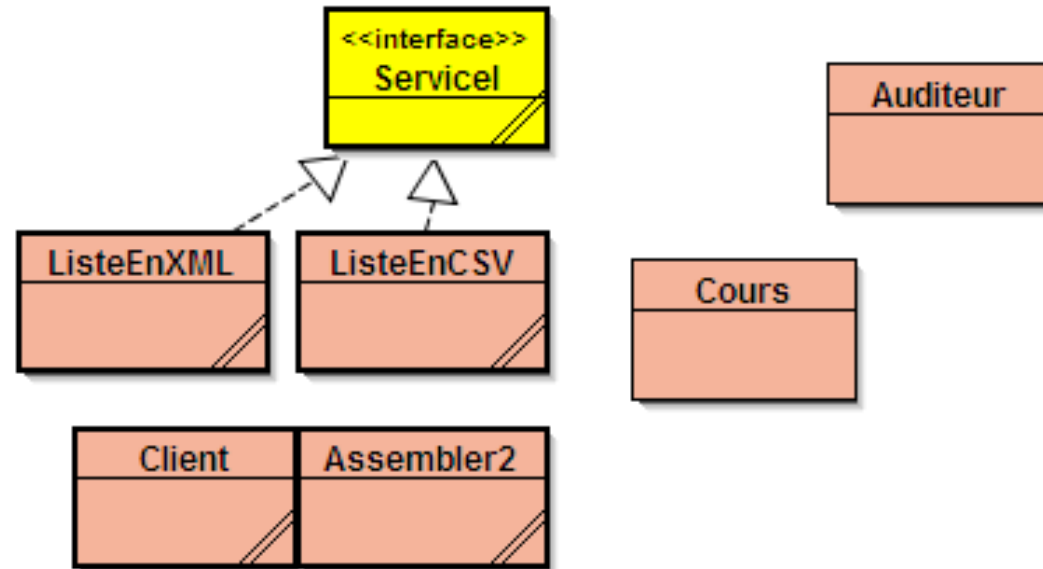 <<interface>>
ServiceI
Auditeur
ListeEnXML
ListeEnCSV
Cours
Client
Assembler2